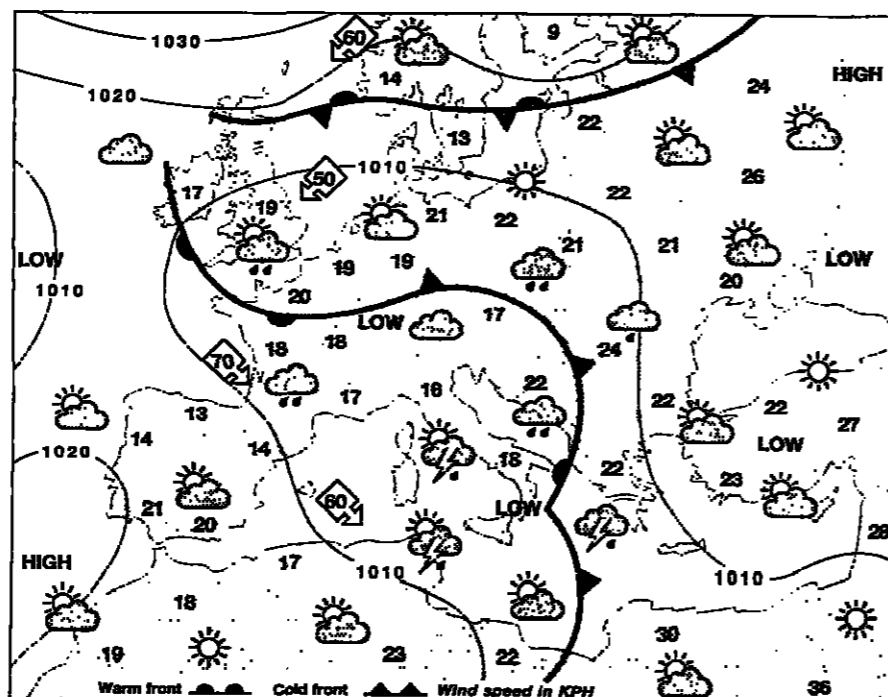 60 9
1030
14 24 HIGH
1020 22
13
1010
17 50 22 26
19 21 22
LOW 19 19 21 21 LOW
1010 20 20
LOW 17
18 18 24
70 22
17 16 22 22 27
13
14 14 LOW
1020 18 22 23
60 LOW
21 20
28
HIGH 17 1010 1010
18
30
19 23 22
36
Warm front Cold front Wind speed in KPH